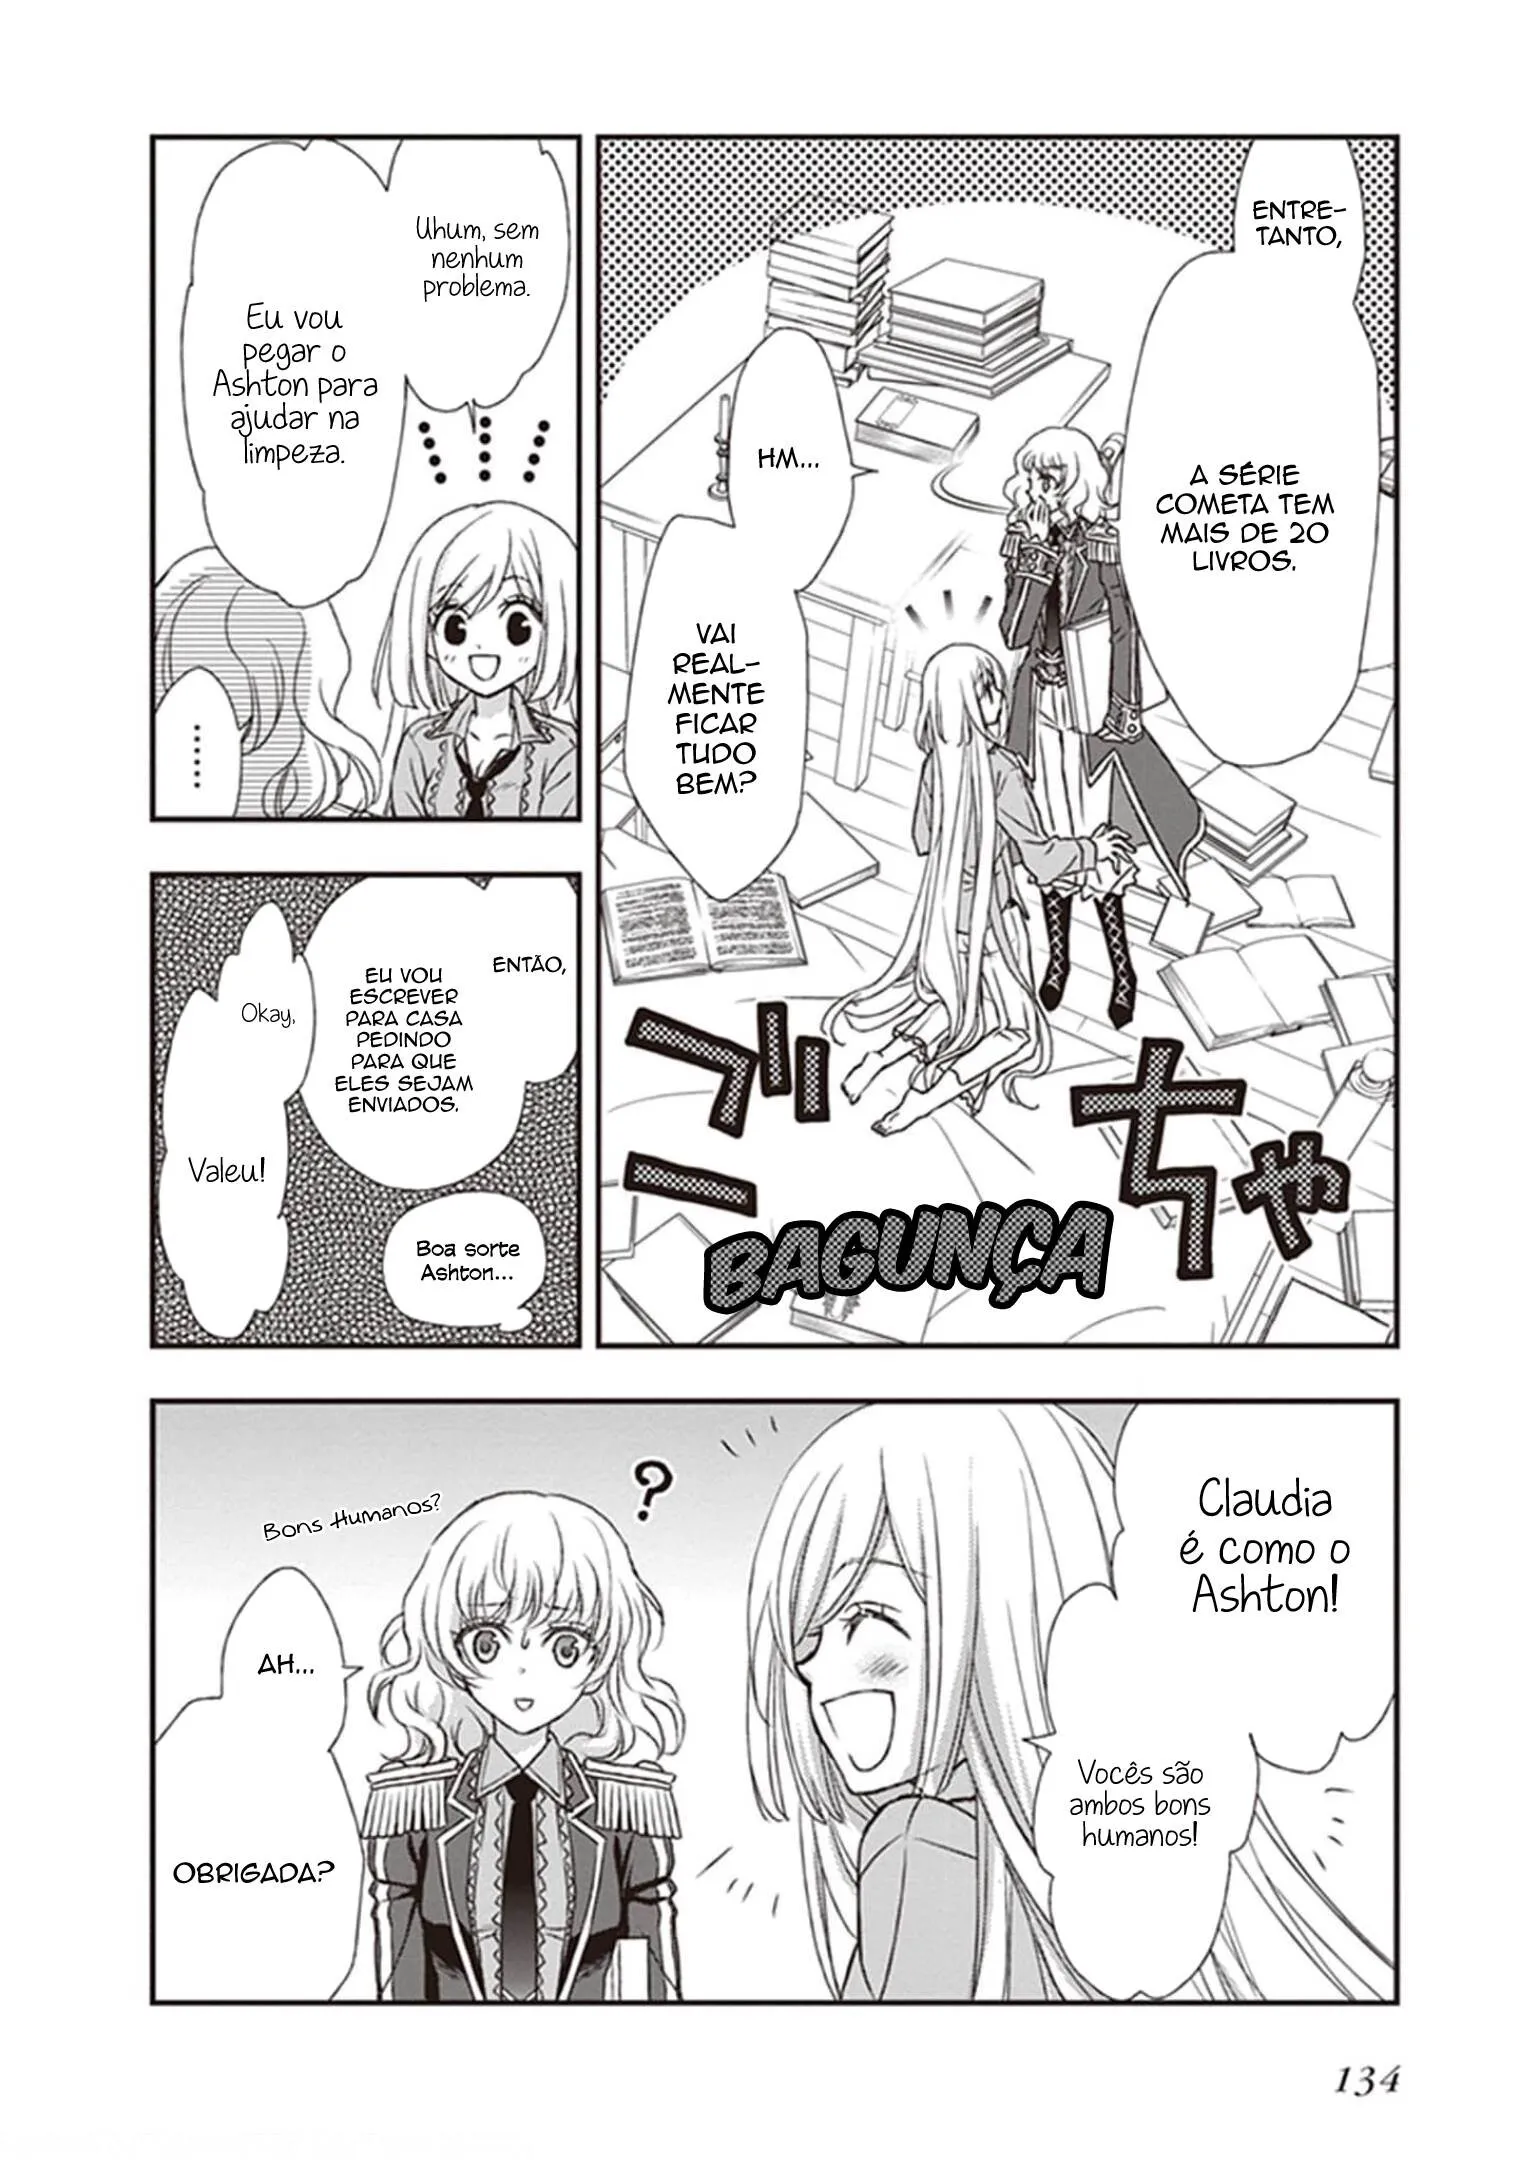 ENTRE-
TANTO,
A SÉRIE
COMETA TEM
MAIS DE 20
LIVROS.
HM...
VAI
REAL-
MENTE
FICAR
TUDO
BEM?
ごちゃ
BAGUNÇA
Uhum, sem
nenhum
problema.
Eu vou
pegar o
Ashton para
ajudar na
limpeza.
ENTÃO,
EU VOU
ESCREVER
PARA CASA
PEDINDO
PARA QUE
ELES SEJAM
ENVIADOS.
Okay,
Valeu!
Boa sorte
Ashton...
Claudia
é como o
Ashton!
Vocês são
ambos bons
humanos!
?
Bons Humanos?
AH...
OBRIGADA?
134